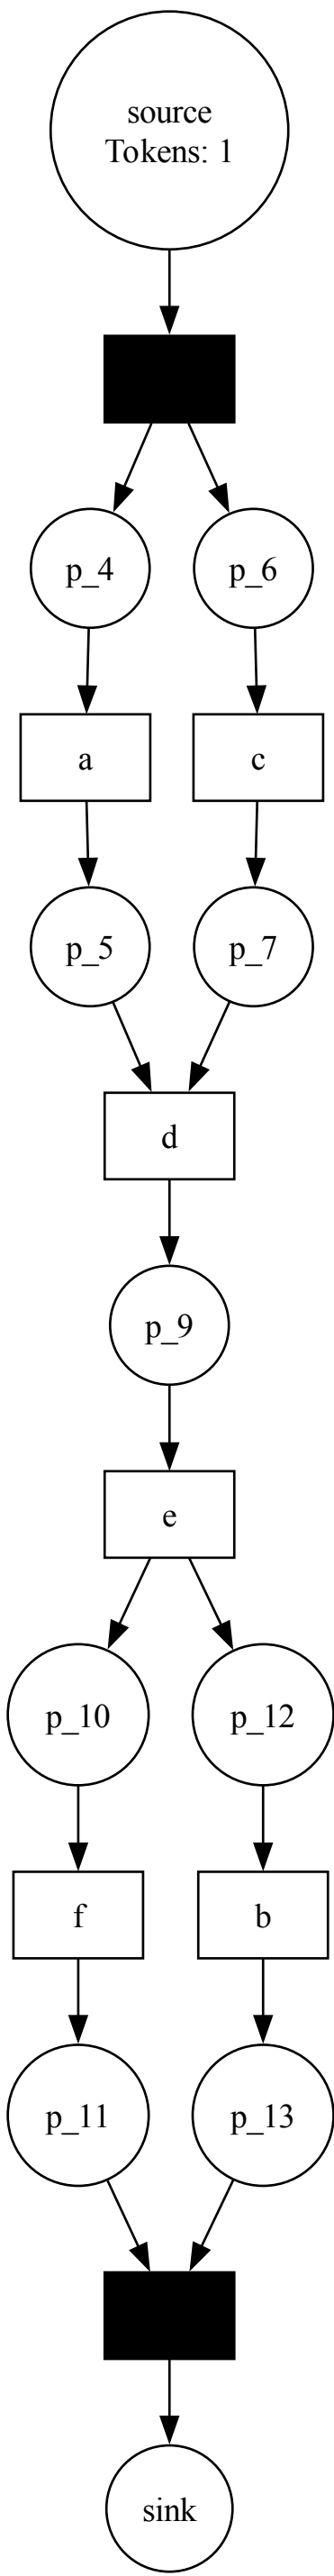 source
Tokens: 1
p_4
p_6
a
c
p_5
p_7
d
p_9
e
p_10
p_12
f
b
p_11
p_13
sink